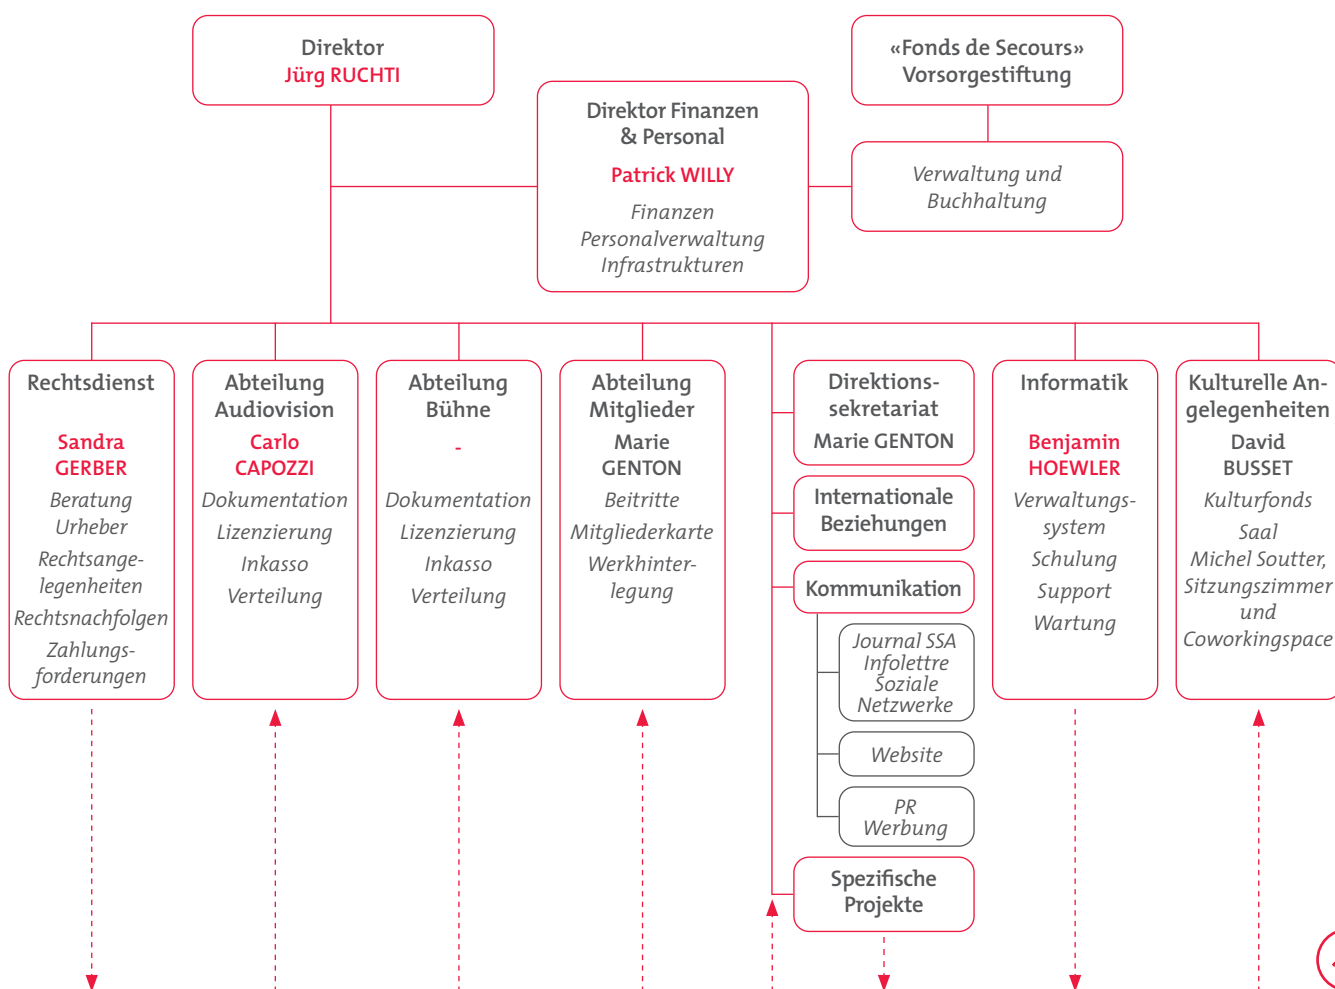 Direktor
Jürg RUCHTI
«Fonds de Secours»
Vorsorgestiftung
Direktor Finanzen
& Personal
Patrick WILLY
Finanzen
Personalverwaltung
Infrastrukturen
Verwaltung und
Buchhaltung
Rechtsdienst
Sandra
GERBER
Beratung
Urheber
Rechtsange-
legenheiten
Rechtsnachfolgen
Zahlungs-
forderungen
Abteilung
Audiovision
Carlo
CAPOZZI
Dokumentation
Lizenzierung
Inkasso
Verteilung
Abteilung
Bühne
-
Dokumentation
Lizenzierung
Inkasso
Verteilung
Abteilung
Mitglieder
Marie
GENTON
Beitritte
Mitgliederkarte
Werkhinter-
legung
Direktions-
sekretariat
Marie GENTON
Internationale
Beziehungen
Kommunikation
Journal SSA
Infolettre
Soziale
Netzwerke
Website
PR
Werbung
Spezifische
Projekte
Informatik
Benjamin
HOEWLER
Verwaltungs-
system
Schulung
Support
Wartung
Kulturelle An-
gelegenheiten
David
BUSSET
Kulturfonds
Saal
Michel Soutter,
Sitzungszimmer
und
Coworkingspace